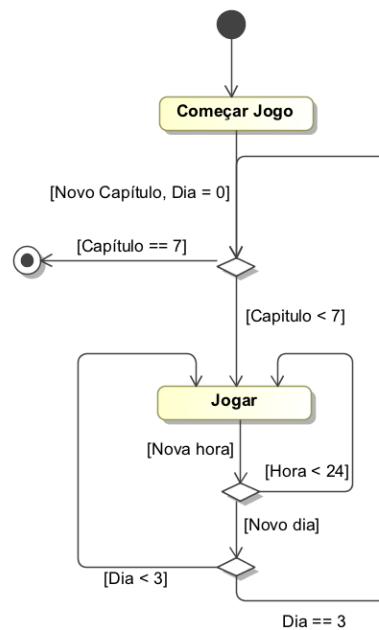 Começar Jogo
[Novo Capítulo, Dia = 0]
[Capítulo == 7]
[Capitulo < 7]
Jogar
[Nova hora]
[Hora < 24]
[Novo dia]
[Dia < 3]
Dia == 3